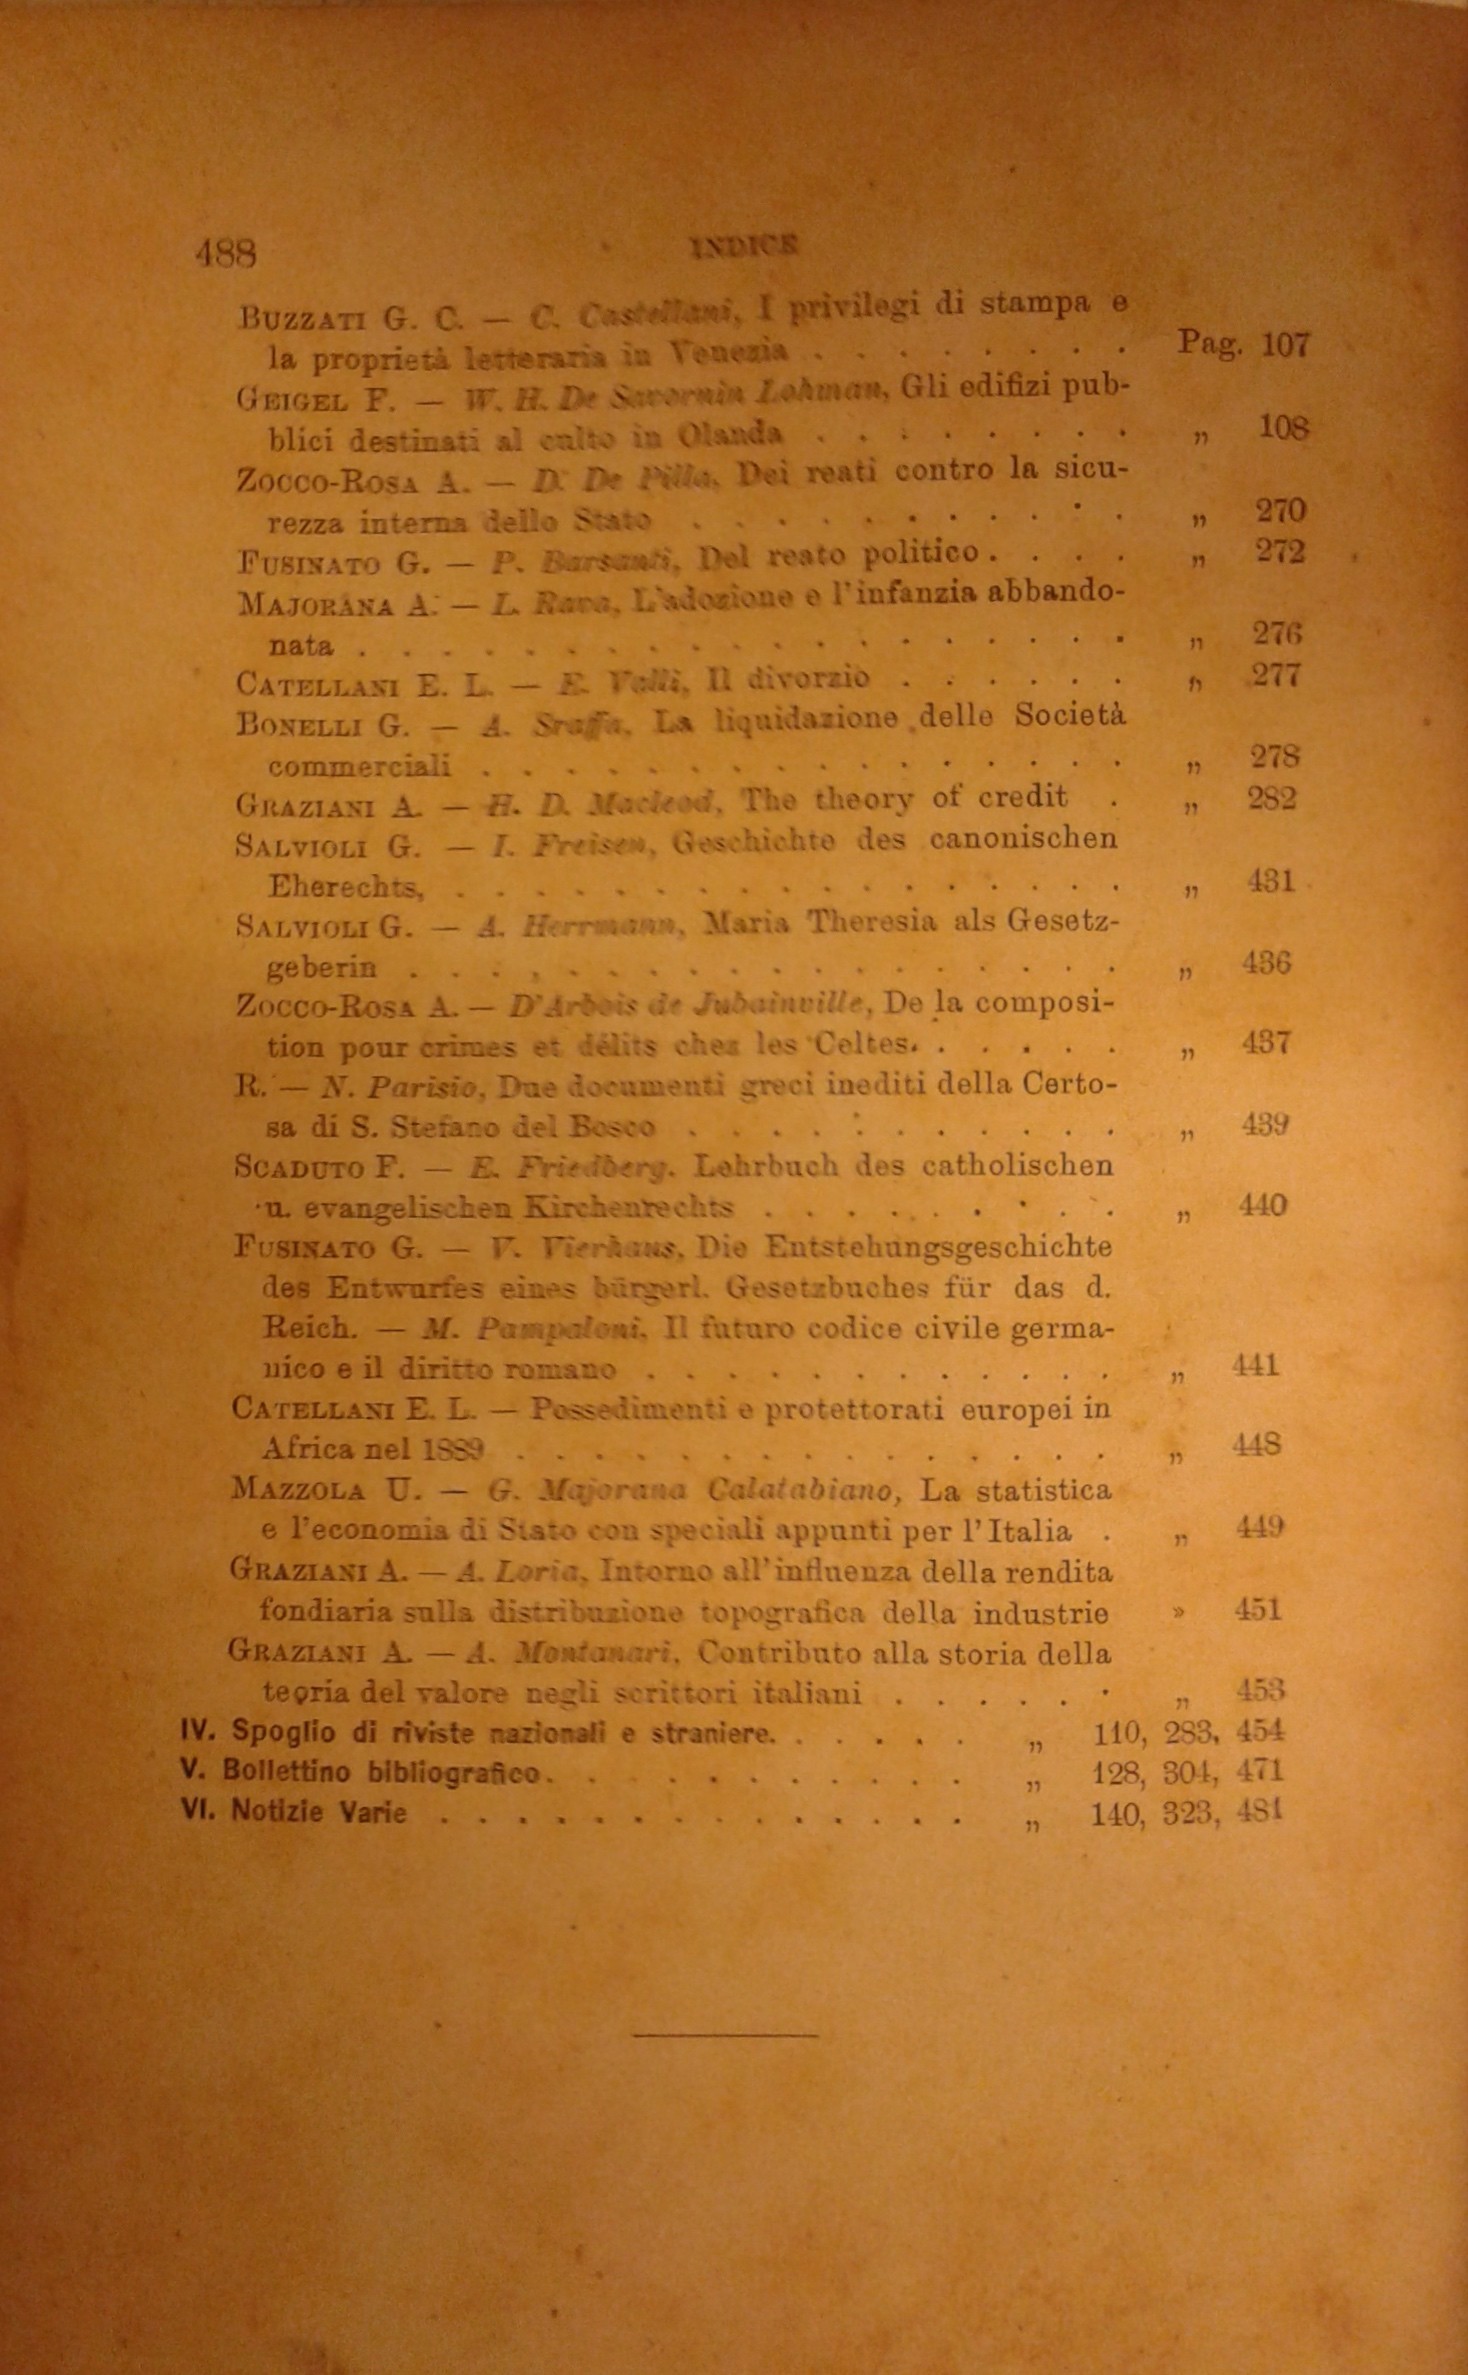 488 INDICE
BUZZATI G. C. — C. Castellani, I privilegi di stampa e
la proprietà letteraria in Venezia . . . . . . . . Pag. 107
GEIGEL F. — W. H. De Savornin Lohman, Gli edifizi pub-
blici destinati al culto in Olanda . . . . . . . . „ 108
ZOCCO-ROSA A. — D. De Pilla. Dei reati contro la sicu-
rezza interna dello Stato . . . . . . . . . . . „ 270
FUSINATO G. — P. Barsanti, Del reato politico . . . . „ 272
MAJORANA A. — L. Rava, L'adozione e l'infanzia abbando-
nata . . . . . . . . . . . . . . . . . . . „ 276
CATELLANI E. L. — E. Valli, Il divorzio . . . . . . „ 277
BONELLI G. — A. Sraffa, La liquidazione delle Società
commerciali . . . . . . . . . . . . . . . . „ 278
GRAZIANI A. — H. D. Macleod, The theory of credit . „ 282
SALVIOLI G. — I. Freisen, Geschichte des canonischen
Eherechts, . . . . . . . . . . . . . . . . . „ 431
SALVIOLI G. — A. Herrmann, Maria Theresia als Gesetz-
geberin . . . . . . . . . . . . . . . . . . „ 436
ZOCCO-ROSA A. — D'Arbois de Jubainville, De la composi-
tion pour crimes et délits chez les Celtes. . . . . . „ 437
R. — N. Parisio, Due documenti greci inediti della Certo-
sa di S. Stefano del Bosco . . . . . . . . . . . „ 439
SCADUTO F. — E. Friedberg. Lehrbuch des catholischen
u. evangelischen Kirchenrechts . . . . . . . . . „ 440
FUSINATO G. — V. Vierhaus. Die Entstehungsgeschichte
des Entwurfes eines bürgerl. Gesetzbuches für das d.
Reich. — M. Pampaloni. Il futuro codice civile germa-
nico e il diritto romano . . . . . . . . . . . . „ 441
CATELLANI E. L. — Possedimenti e protettorati europei in
Africa nel 1889 . . . . . . . . . . . . . . . „ 448
MAZZOLA U. — G. Majorana Calatabiano, La statistica
e l'economia di Stato con speciali appunti per l'Italia . „ 449
GRAZIANI A. — A. Loria. Intorno all'influenza della rendita
fondiaria sulla distribuzione topografica della industrie » 451
GRAZIANI A. — A. Montanari. Contributo alla storia della
teoria del valore negli scrittori italiani . . . . . . „ 453
IV. Spoglio di riviste nazionali e straniere. . . . . . „ 110, 283, 454
V. Bollettino bibliografico. . . . . . . . . . . „ 128, 304, 471
VI. Notizie Varie . . . . . . . . . . . . . . „ 140, 323, 481